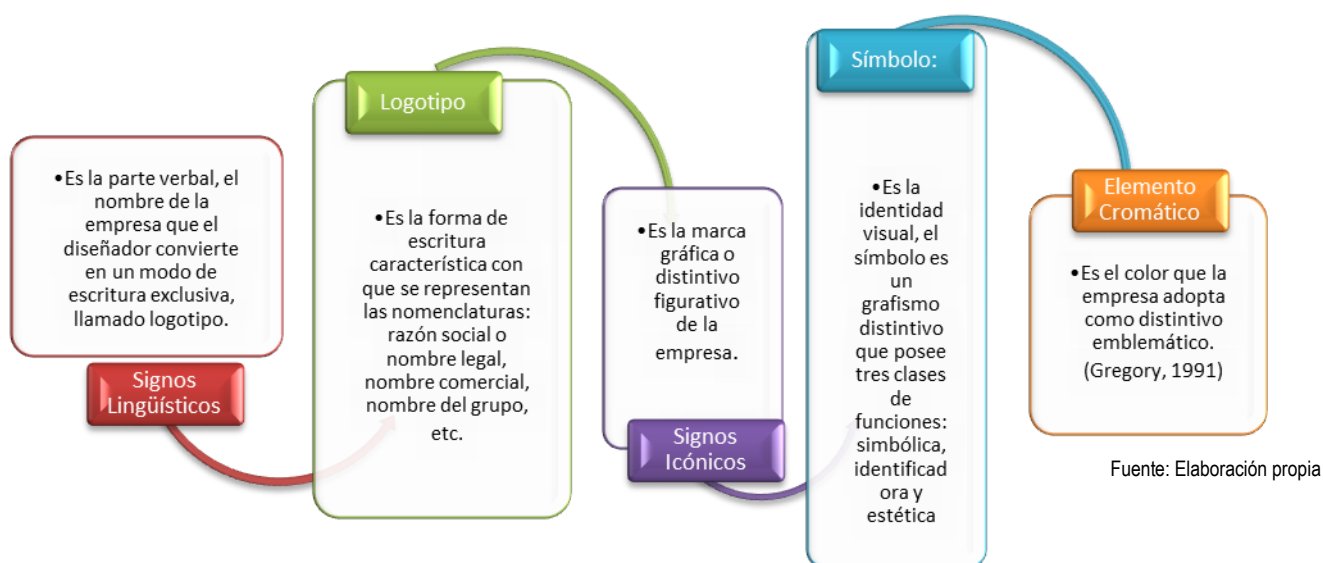 •Es la parte verbal, el
nombre de la
empresa que el
diseñador convierte
en un modo de
escritura exclusiva,
llamado logotipo.
Signos
Lingüísticos
Logotipo
•Es la forma de
escritura
característica con
que se representan
las nomenclaturas:
razón social o
nombre legal,
nombre comercial,
nombre del grupo,
etc.
•Es la marca
gráfica o
distintivo
figurativo
de la
empresa.
Signos
Icónicos
Símbolo:
•Es la
identidad
visual, el
símbolo es
un
grafismo
distintivo
que posee
tres clases
de
funciones:
simbólica,
identificad
ora y
estética
Elemento
Cromático
•Es el color que la
empresa adopta
como distintivo
emblemático.
(Gregory, 1991)
Fuente: Elaboración propia